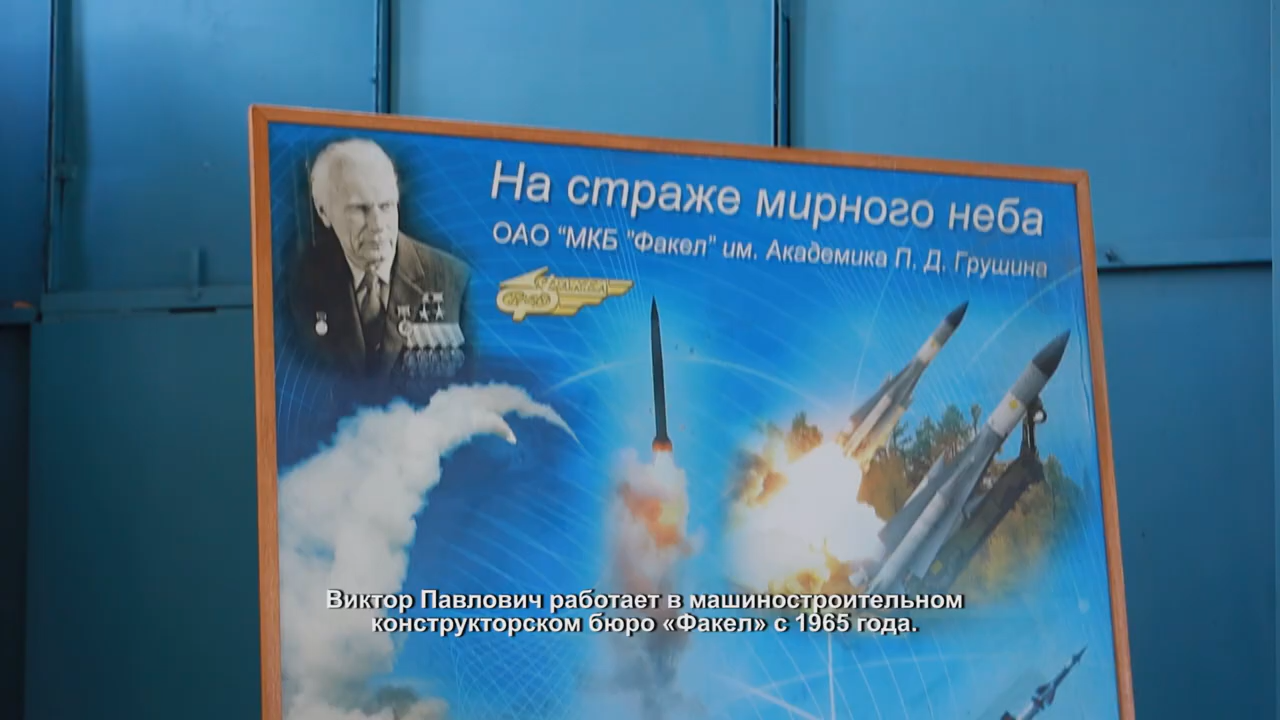 На страже мирного неба
ОАО "МКБ "Факел" им. Академика П. Д. Грушина
Виктор Павлович работает в машиностроительном
конструкторском бюро «Факел» с 1965 года.